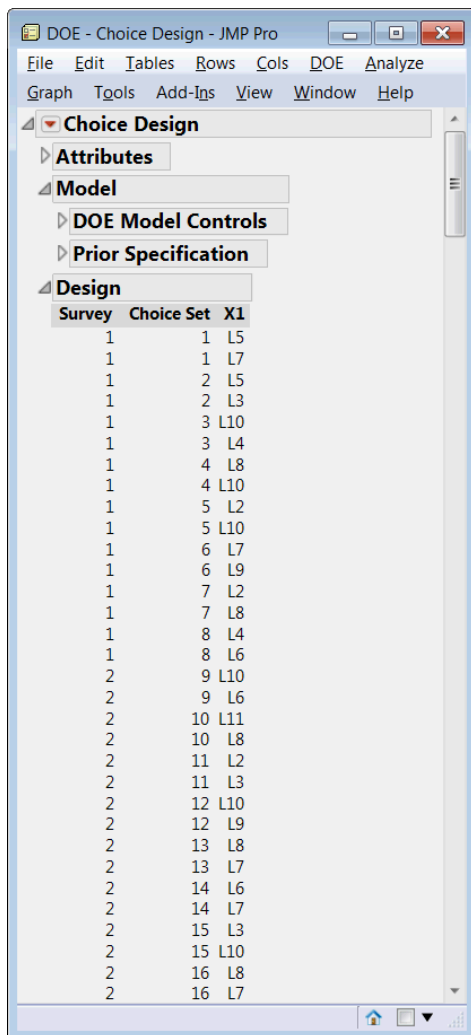 DOE - Choice Design - JMP Pro
File Edit Tables Rows Cols DOE Analyze
Graph Tools Add-Ins View Window Help
Choice Design
Attributes
Model
DOE Model Controls
Prior Specification
Design
Survey Choice Set X1
1 1 L5
1 1 L7
1 2 L5
1 2 L3
1 3 L10
1 3 L4
1 4 L8
1 4 L10
1 5 L2
1 5 L10
1 6 L7
1 6 L9
1 7 L2
1 7 L8
1 8 L4
1 8 L6
2 9 L10
2 9 L6
2 10 L11
2 10 L8
2 11 L2
2 11 L3
2 12 L10
2 12 L9
2 13 L8
2 13 L7
2 14 L6
2 14 L7
2 15 L3
2 15 L10
2 16 L8
2 16 L7